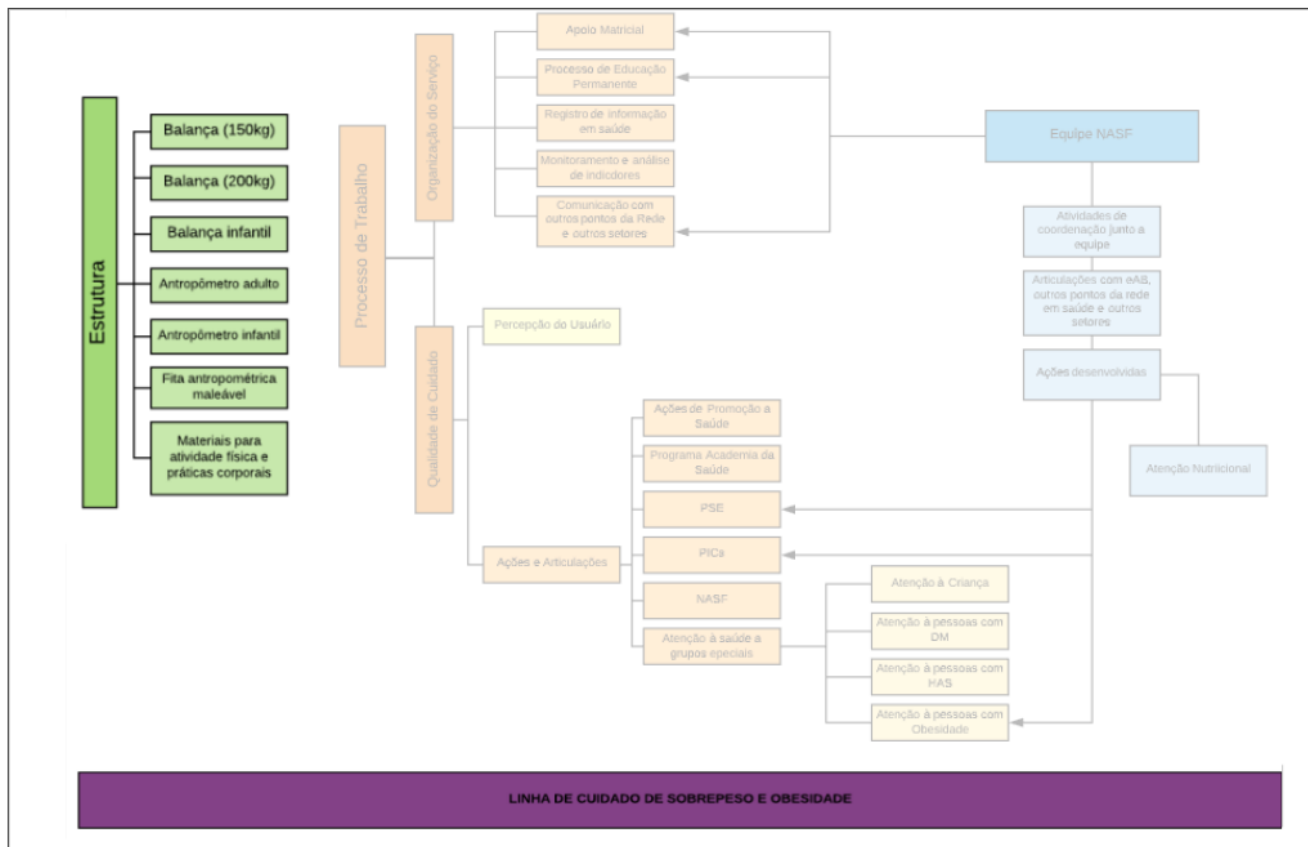 Estrutura
Balança (150kg)
Balança (200kg)
Balança infantil
Antropômetro adulto
Antropômetro infantil
Fita antropométrica
maleável
Materiais para
atividade física e
práticas corporais
Processo de Trabalho
Organização do Serviço
Apoio Matricial
Processo de Educação
Permanente
Registro de informação
em saúde
Monitoramento e análise
de indicdores
Comunicação com
outros pontos da Rede
e outros setores
Qualidade de Cuidado
Percepção do Usuário
Ações e Articulações
Ações de Promoção a
Saúde
Programa Academia da
Saúde
PSE
PICs
NASF
Atenção à saúde a
grupos epeciais
Atenção à Criança
Atenção à pessoas com
DM
Atenção à pessoas com
HAS
Atenção à pessoas com
Obesidade
Equipe NASF
Atividades de
coordenação junto a
equipe
Articulações com eAB,
outros pontos da rede
em saúde e outros
setores
Ações desenvolvidas
Atenção Nutriicional
LINHA DE CUIDADO DE SOBREPESO E OBESIDADE